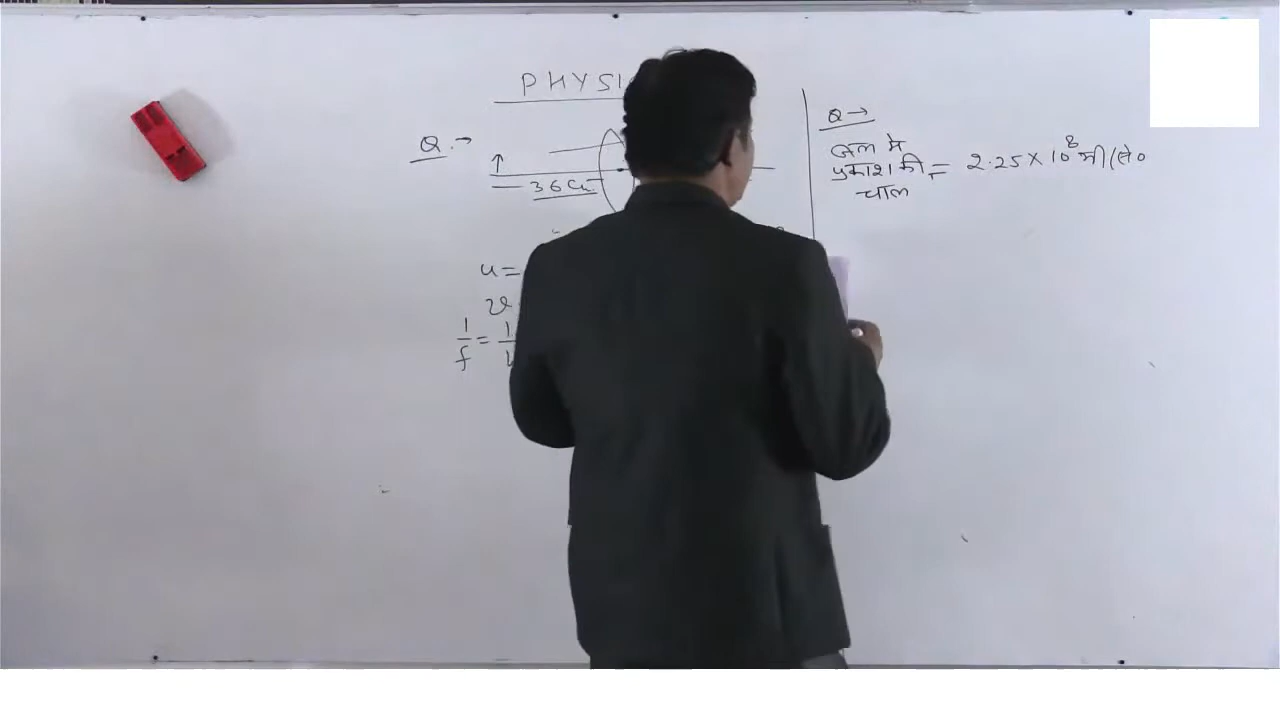 PHYSI
Q →
36 cm
u =
v
1/f = 1/
Q →
जल में
प्रकाश की = 2.25 × 10⁸ मी/से०
चाल